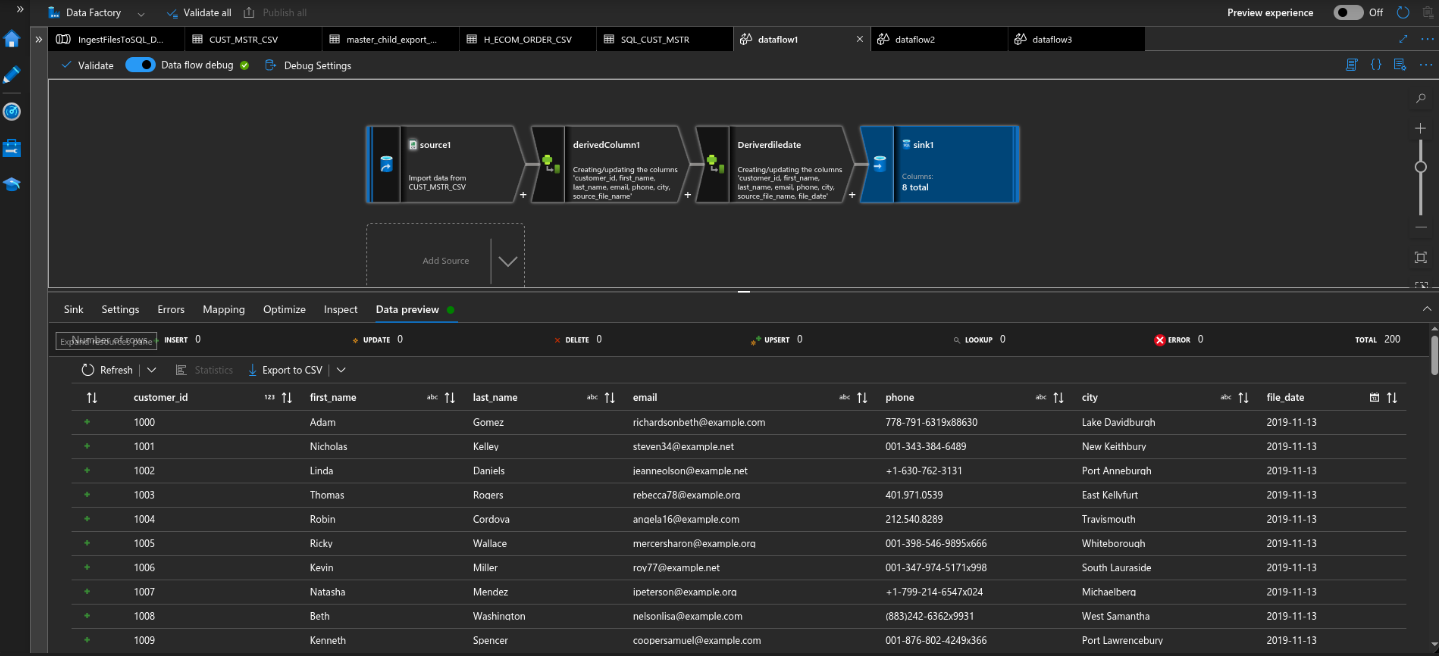 »
Data Factory Validate all Publish all Preview experience Off
» IngestFilesToSQL_D... CUST_MSTR_CSV master_child_export_... H_ECOM_ORDER_CSV SQL_CUST_MSTR dataflow1 × dataflow2 dataflow3 ...
Validate Data flow debug Debug Settings {} ...
source1
Import data from
CUST_MSTR_CSV
+
derivedColumn1
Creating/updating the columns
'customer_id, first_name,
last_name, email, phone, city,
source_file_name'
+
Deriverdiledate
Creating/updating the columns
'customer_id, first_name,
last_name, email, phone, city,
source_file_name, file_date'
+
sink1
Columns:
8 total
Add Source
Sink Settings Errors Mapping Optimize Inspect Data preview
Number of rows + INSERT 0 UPDATE 0 × DELETE 0 UPSERT 0 LOOKUP 0 ERROR 0 TOTAL 200
Expand resources pane
Refresh Statistics Export to CSV
customer_id 123 first_name abc last_name abc email abc phone abc city abc file_date
+ 1000 Adam Gomez richardsonbeth@example.com 778-791-6319x88630 Lake Davidburgh 2019-11-13
+ 1001 Nicholas Kelley steven34@example.net 001-343-384-6489 New Keithbury 2019-11-13
+ 1002 Linda Daniels jeanneolson@example.net +1-630-762-3131 Port Anneburgh 2019-11-13
+ 1003 Thomas Rogers rebecca78@example.org 401.971.0539 East Kellyfurt 2019-11-13
+ 1004 Robin Cordova angela16@example.com 212.540.8289 Travismouth 2019-11-13
+ 1005 Ricky Wallace mercersharon@example.org 001-398-546-9895x666 Whiteborough 2019-11-13
+ 1006 Kevin Miller roy77@example.net 001-347-974-5171x998 South Lauraside 2019-11-13
+ 1007 Natasha Mendez jpeterson@example.org +1-799-214-6547x024 Michaelberg 2019-11-13
+ 1008 Beth Washington nelsonlisa@example.com (883)242-6362x9931 West Samantha 2019-11-13
+ 1009 Kenneth Spencer coopersamuel@example.com 001-876-802-4249x366 Port Lawrencebury 2019-11-13